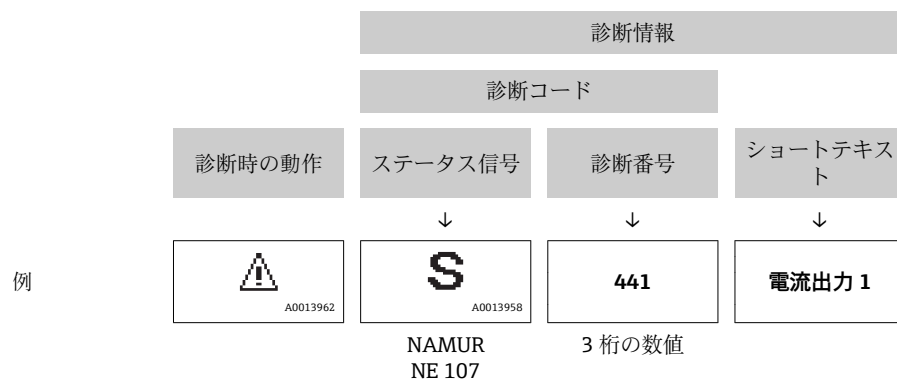 診断情報
診断コード
診断時の動作
ステータス信号
診断番号
ショートテキス
ト
↓
↓
↓
例
A0013962
S
A0013958
441
電流出力 1
NAMUR
NE 107
3 桁の数値